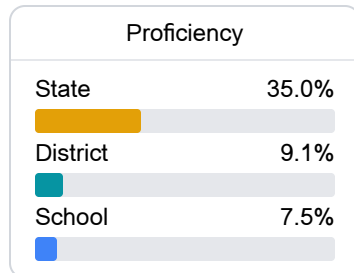 Proficiency
State 35.0%
District 9.1%
School 7.5%